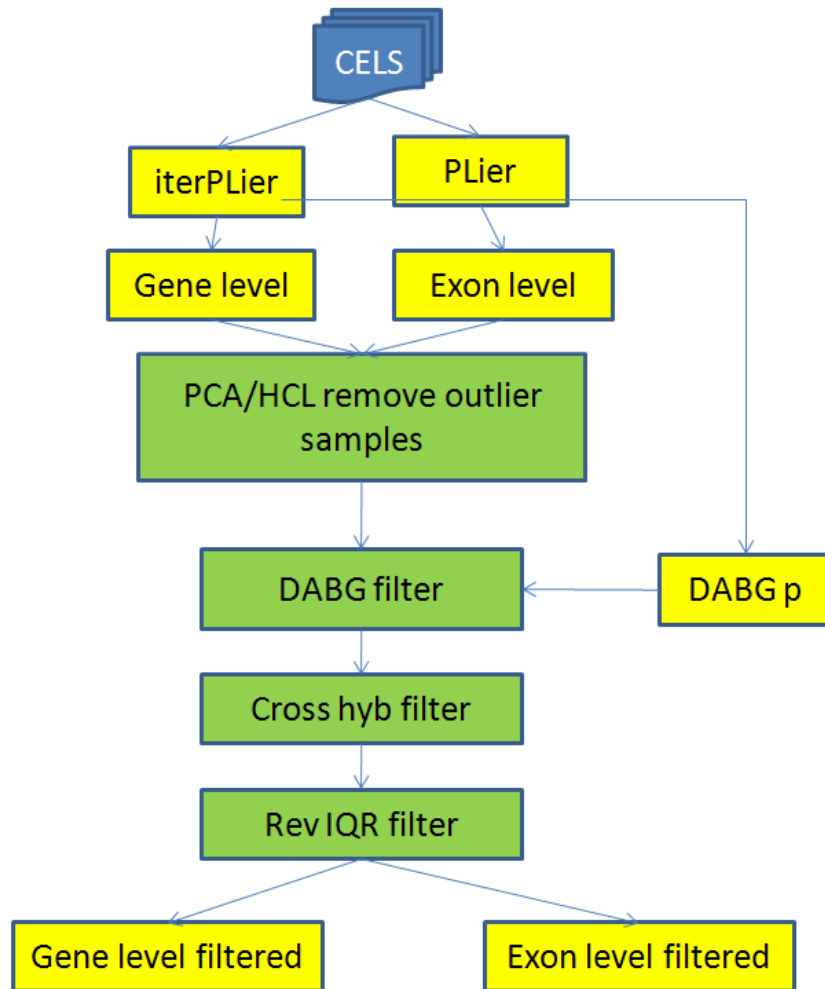 CELS
iterPLier
PLier
Gene level
Exon level
PCA/HCL remove outlier
samples
DABG filter
DABG p
Cross hyb filter
Rev IQR filter
Gene level filtered
Exon level filtered